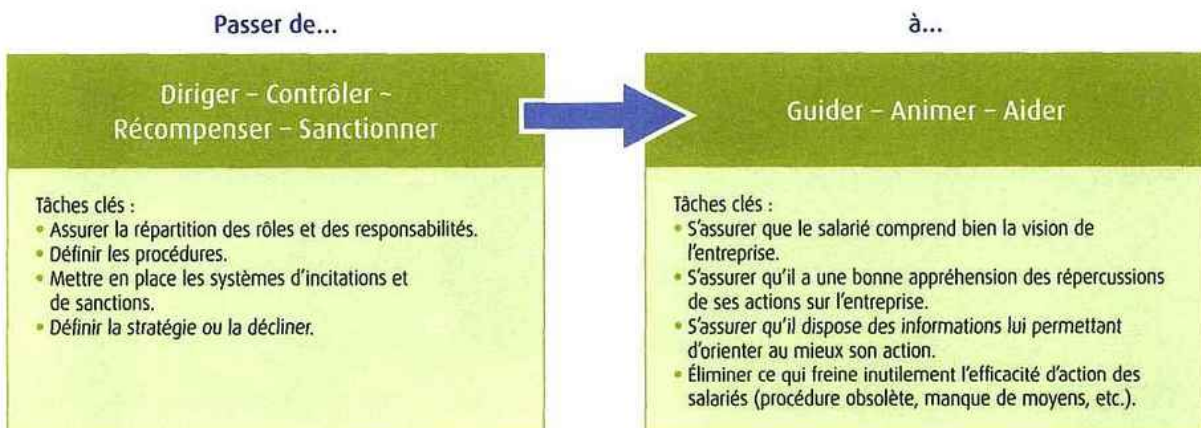 Passer de...
Diriger – Contrôler –
Récompenser – Sanctionner
Tâches clés :
• Assurer la répartition des rôles et des responsabilités.
• Définir les procédures.
• Mettre en place les systèmes d'incitations et
de sanctions.
• Définir la stratégie ou la décliner.
à...
Guider – Animer – Aider
Tâches clés :
• S'assurer que le salarié comprend bien la vision de
l'entreprise.
• S'assurer qu'il a une bonne appréhension des répercussions
de ses actions sur l'entreprise.
• S'assurer qu'il dispose des informations lui permettant
d'orienter au mieux son action.
• Éliminer ce qui freine inutilement l'efficacité d'action des
salariés (procédure obsolète, manque de moyens, etc.).